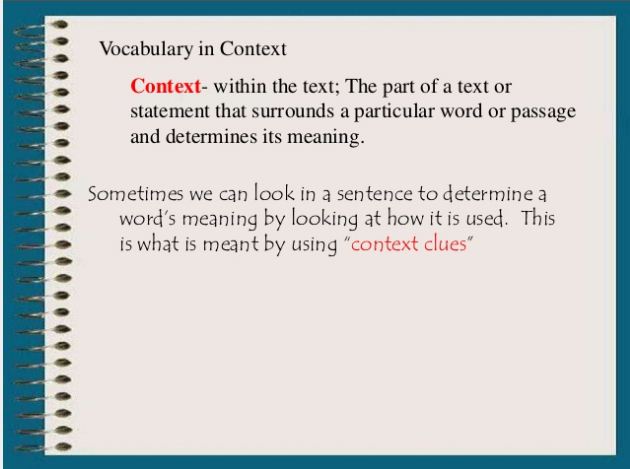 Vocabulary in Context
Context- within the text; The part of a text or
statement that surrounds a particular word or passage
and determines its meaning.
Sometimes we can look in a sentence to determine a
word's meaning by looking at how it is used.  This
is what is meant by using "context clues"